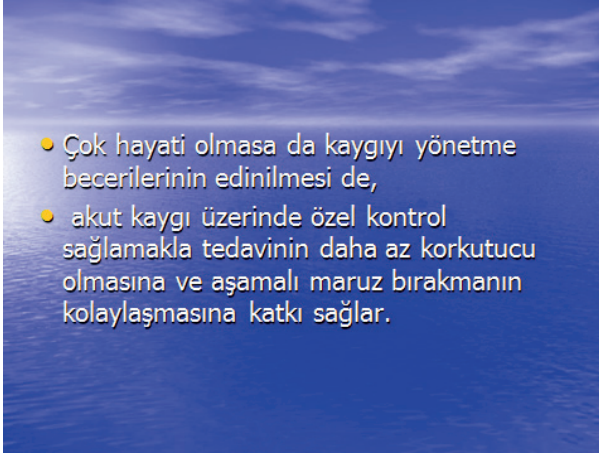 • Çok hayati olmasa da kaygıyı yönetme
becerilerinin edinilmesi de,
• akut kaygı üzerinde özel kontrol
sağlamakla tedavinin daha az korkutucu
olmasına ve aşamalı maruz bırakmanın
kolaylaşmasına katkı sağlar.